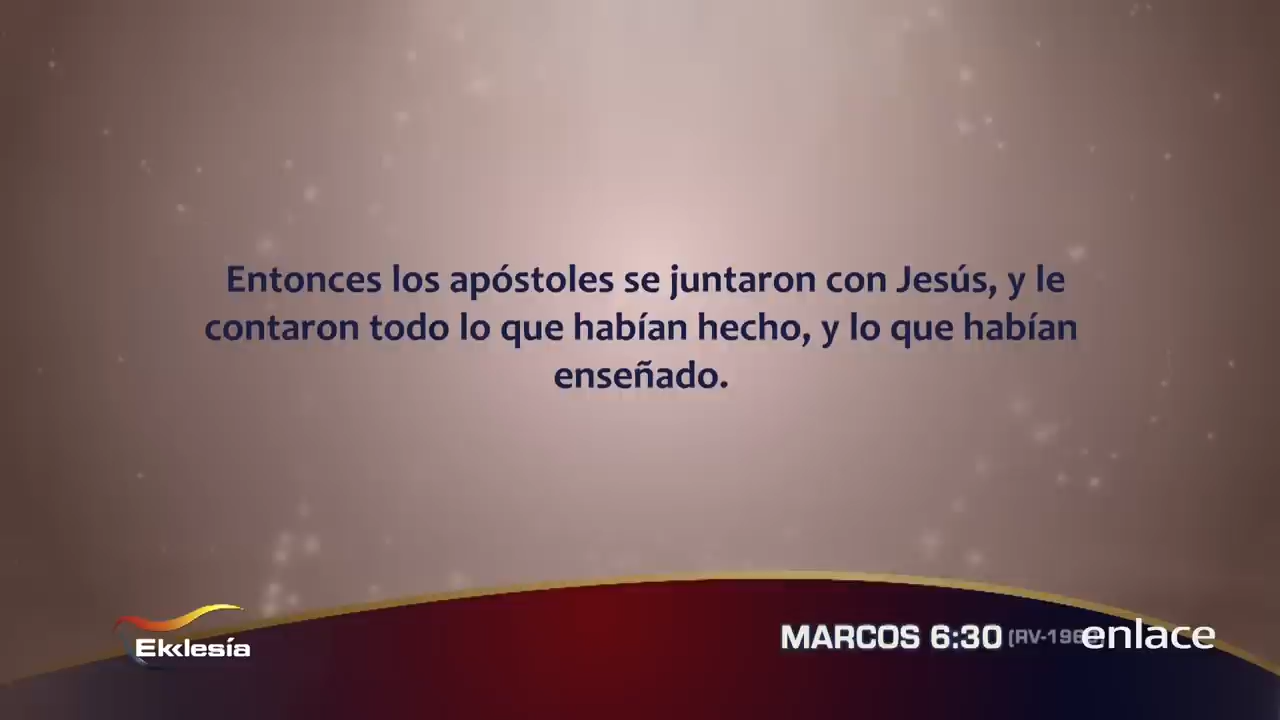 Entonces los apóstoles se juntaron con Jesús, y le
contaron todo lo que habían hecho, y lo que habían
enseñado.
Ekklesía
MARCOS 6:30
enlace